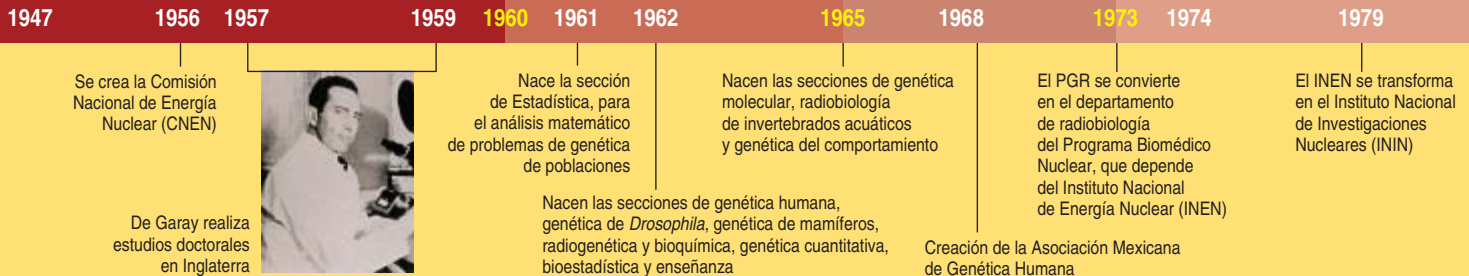 1947 1956 1957 1959 1960 1961 1962 1965 1968 1973 1974 1979
Se crea la Comisión
Nacional de Energía
Nuclear (CNEN)
De Garay realiza
estudios doctorales
en Inglaterra
Nace la sección
de Estadística, para
el análisis matemático
de problemas de genética
de poblaciones
Nacen las secciones de genética humana,
genética de Drosophila, genética de mamíferos,
radiogenética y bioquímica, genética cuantitativa,
bioestadística y enseñanza
Nacen las secciones de genética
molecular, radiobiología
de invertebrados acuáticos
y genética del comportamiento
Creación de la Asociación Mexicana
de Genética Humana
El PGR se convierte
en el departamento
de radiobiología
del Programa Biomédico
Nuclear, que depende
del Instituto Nacional
de Energía Nuclear (INEN)
El INEN se transforma
en el Instituto Nacional
de Investigaciones
Nucleares (ININ)